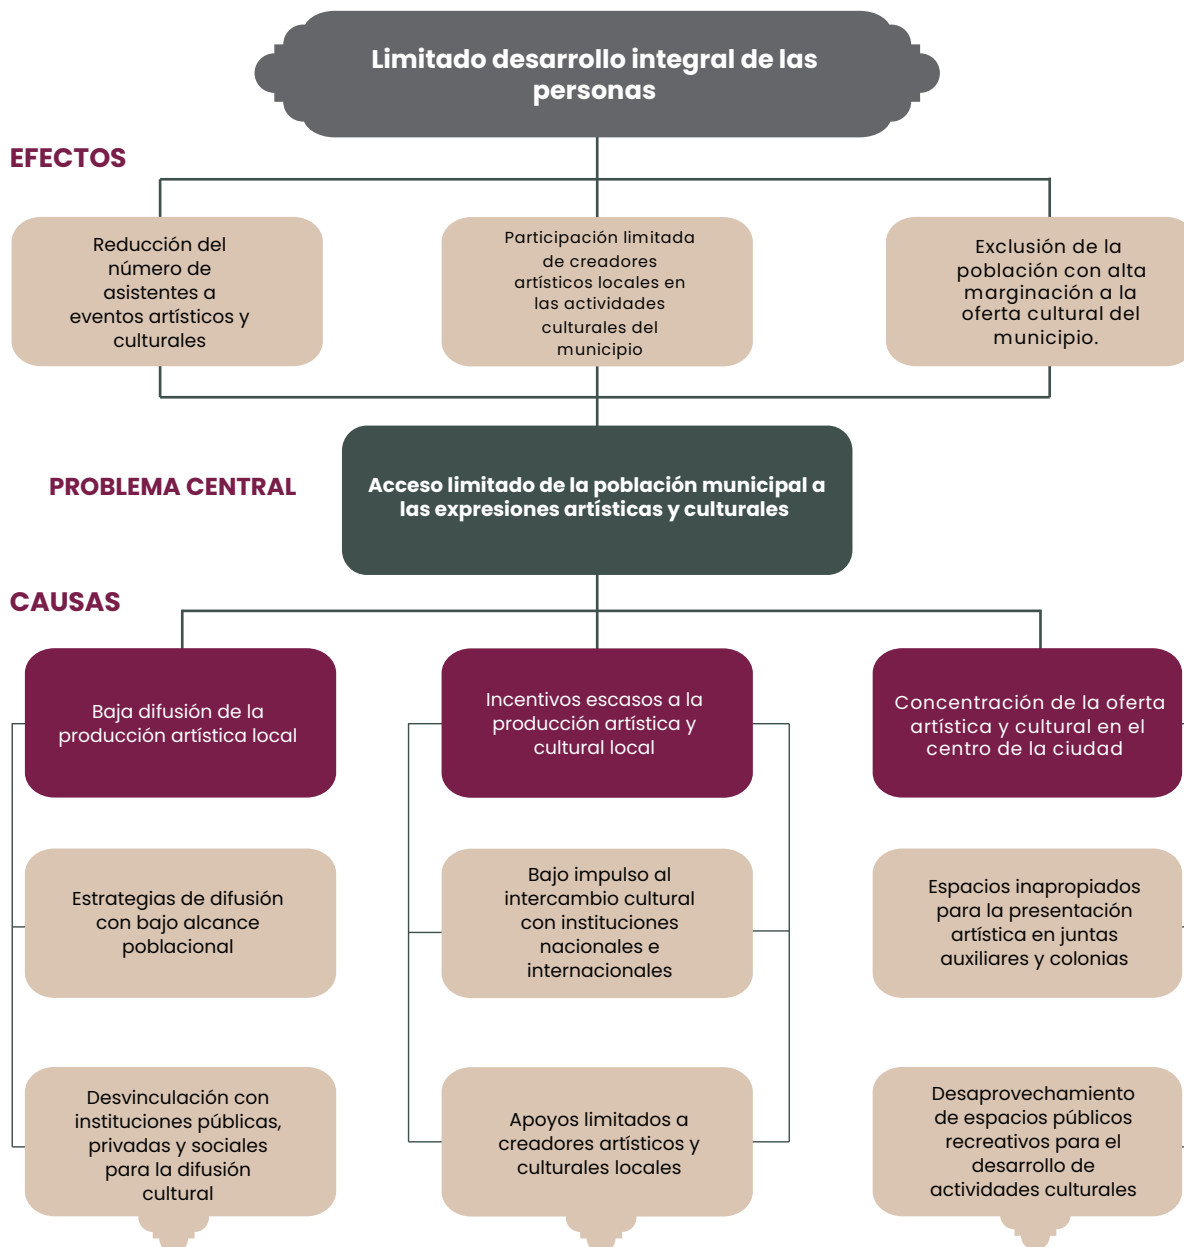 Limitado desarrollo integral de las
personas
EFECTOS
Reducción del
número de
asistentes a
eventos artísticos y
culturales
Participación limitada
de creadores
artísticos locales en
las actividades
culturales del
municipio
Exclusión de la
población con alta
marginación a la
oferta cultural del
municipio.
PROBLEMA CENTRAL
Acceso limitado de la población municipal a
las expresiones artísticas y culturales
CAUSAS
Baja difusión de la
producción artística local
Incentivos escasos a la
producción artística y
cultural local
Concentración de la oferta
artística y cultural en el
centro de la ciudad
Estrategias de difusión
con bajo alcance
poblacional
Bajo impulso al
intercambio cultural
con instituciones
nacionales e
internacionales
Espacios inapropiados
para la presentación
artística en juntas
auxiliares y colonias
Desvinculación con
instituciones públicas,
privadas y sociales
para la difusión
cultural
Apoyos limitados a
creadores artísticos y
culturales locales
Desaprovechamiento
de espacios públicos
recreativos para el
desarrollo de
actividades culturales